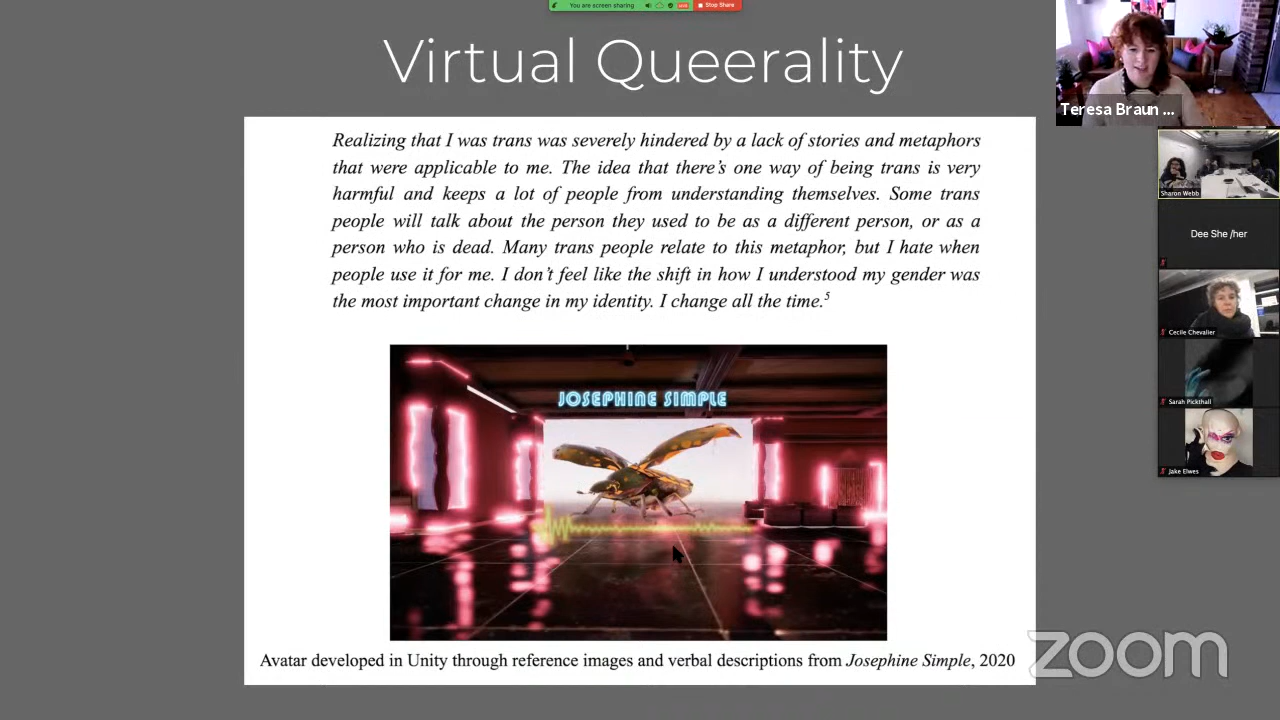 You are screen sharing
LIVE
Stop Share
Virtual Queerality
Realizing that I was trans was severely hindered by a lack of stories and metaphors
that were applicable to me. The idea that there's one way of being trans is very
harmful and keeps a lot of people from understanding themselves. Some trans
people will talk about the person they used to be as a different person, or as a
person who is dead. Many trans people relate to this metaphor, but I hate when
people use it for me. I don't feel like the shift in how I understood my gender was
the most important change in my identity. I change all the time.⁵
JOSEPHINE SIMPLE
Avatar developed in Unity through reference images and verbal descriptions from Josephine Simple, 2020
Teresa Braun ...
Sharon Webb
Dee She /her
Cecile Chevalier
Sarah Pickthall
Jake Elwes
zoom